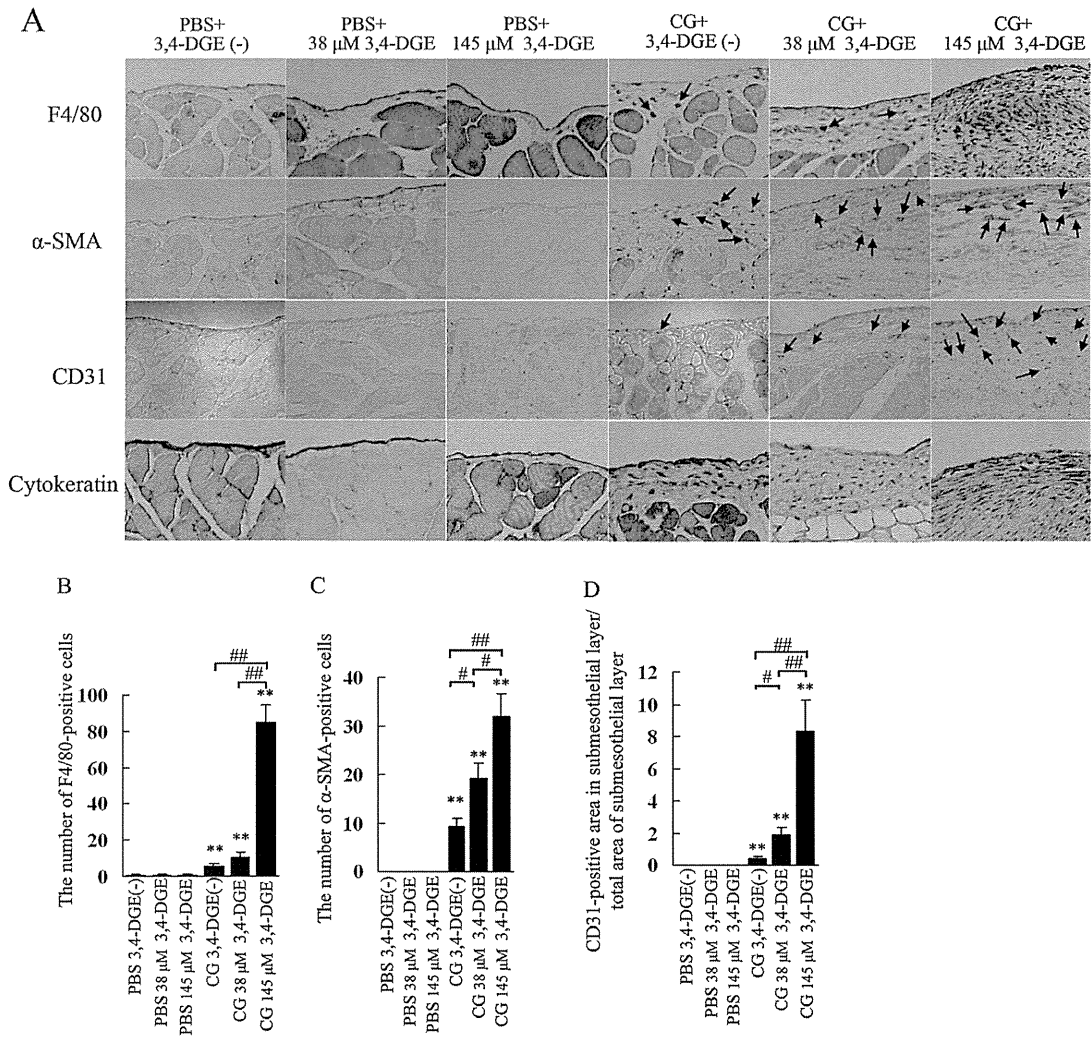 A
PBS+
3,4-DGE (-)
PBS+
38 μM 3,4-DGE
PBS+
145 μM 3,4-DGE
CG+
3,4-DGE (-)
CG+
38 μM 3,4-DGE
CG+
145 μM 3,4-DGE
F4/80
α-SMA
CD31
Cytokeratin
B
The number of F4/80-positive cells
100
80
60
40
20
0
##
##
**
**
**
PBS 3,4-DGE(-)
PBS 38 μM 3,4-DGE
PBS 145 μM 3,4-DGE
CG 3,4-DGE(-)
CG 38 μM 3,4-DGE
CG 145 μM 3,4-DGE
C
The number of α-SMA-positive cells
40
30
20
10
0
##
#
#
**
**
**
PBS 3,4-DGE(-)
PBS 38 μM 3,4-DGE
PBS 145 μM 3,4-DGE
CG 3,4-DGE(-)
CG 38 μM 3,4-DGE
CG 145 μM 3,4-DGE
D
CD31-positive area in submesothelial layer/
total area of submesothelial layer
12
10
8
6
4
2
0
##
##
#
**
**
**
PBS 3,4-DGE(-)
PBS 38 μM 3,4-DGE
PBS 145 μM 3,4-DGE
CG 3,4-DGE(-)
CG 38 μM 3,4-DGE
CG 145 μM 3,4-DGE